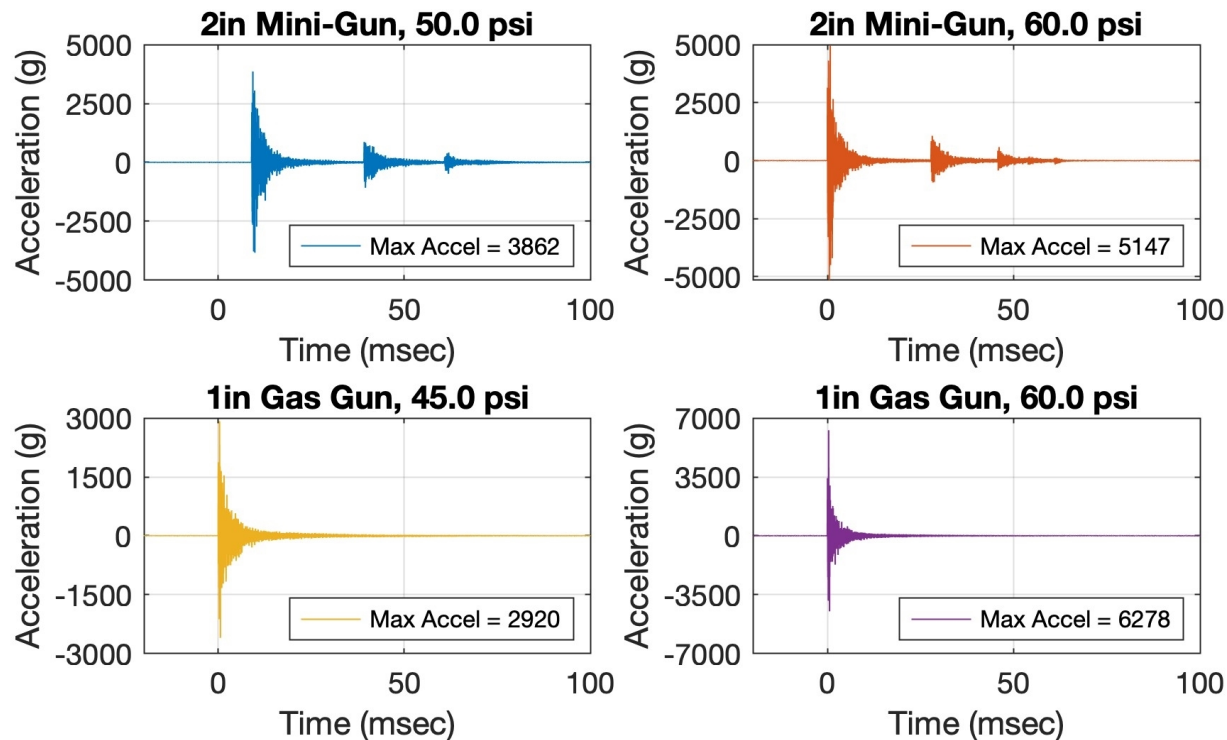 2in Mini-Gun, 50.0 psi
5000
2500
0
-2500
-5000
Acceleration (g)
Max Accel = 3862
0 50 100
Time (msec)
2in Mini-Gun, 60.0 psi
5000
2500
0
-2500
-5000
Acceleration (g)
Max Accel = 5147
0 50 100
Time (msec)
1in Gas Gun, 45.0 psi
3000
1500
0
-1500
-3000
Acceleration (g)
Max Accel = 2920
0 50 100
Time (msec)
1in Gas Gun, 60.0 psi
7000
3500
0
-3500
-7000
Acceleration (g)
Max Accel = 6278
0 50 100
Time (msec)